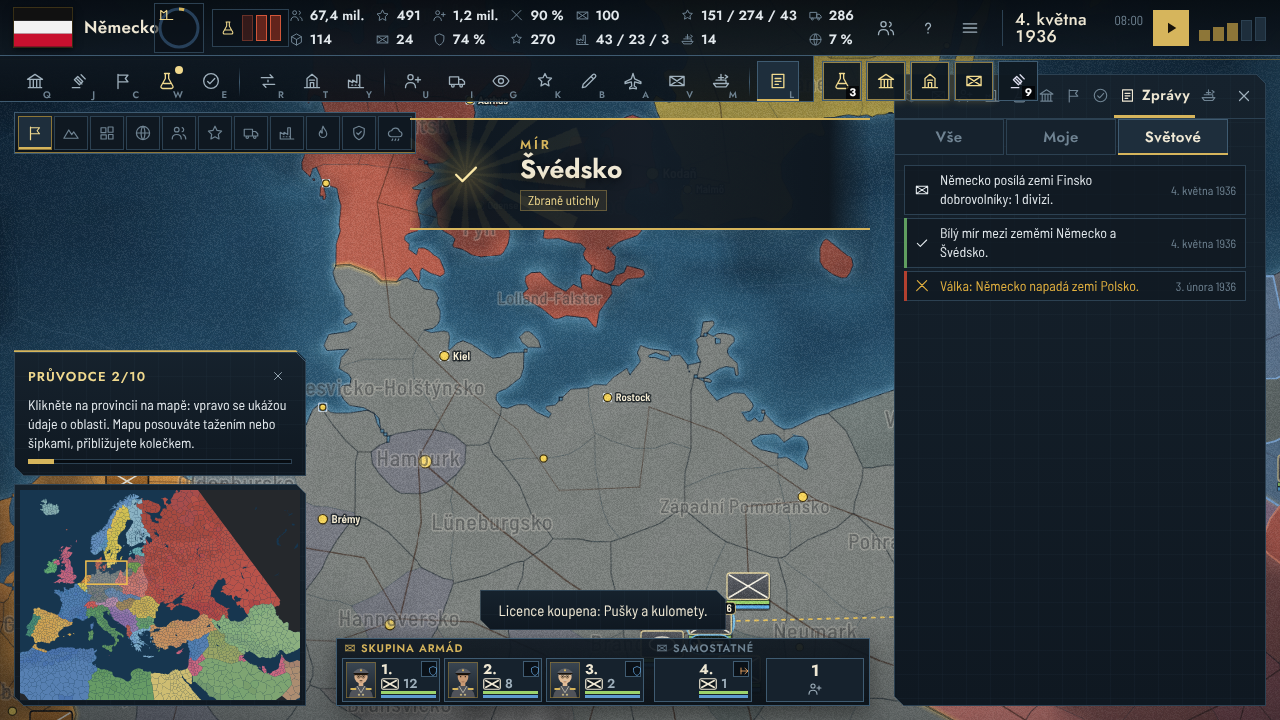 Německo
67,4 mil.
491
1,2 mil.
90 %
100
151 / 274 / 43
286
114
24
74 %
270
43 / 23 / 3
14
7 %
?
4. května
1936
08:00
Q
J
C
W
E
R
T
Y
U
I
G
K
B
A
V
M
L
3
9
Zprávy
Vše
Moje
Světové
Německo posílá zemi Finsko
dobrovolníky: 1 divizi.
4. května 1936
Bílý mír mezi zeměmi Německo a
Švédsko.
4. května 1936
Válka: Německo napadá zemi Polsko.
3. února 1936
MÍR
Švédsko
Zbraně utichly
Lolland-Falster
Kiel
esvicko-Holštýnsko
Rostock
Hamburk
Západní Pomořansko
Lüneburgsko
Brémy
Hannoversko
Neumark
PRŮVODCE 2/10
Klikněte na provincii na mapě: vpravo se ukážou
údaje o oblasti. Mapu posouváte tažením nebo
šipkami, přibližujete kolečkem.
Licence koupena: Pušky a kulomety.
6
SKUPINA ARMÁD
SAMOSTATNÉ
1.
12
2.
8
3.
2
4.
1
1